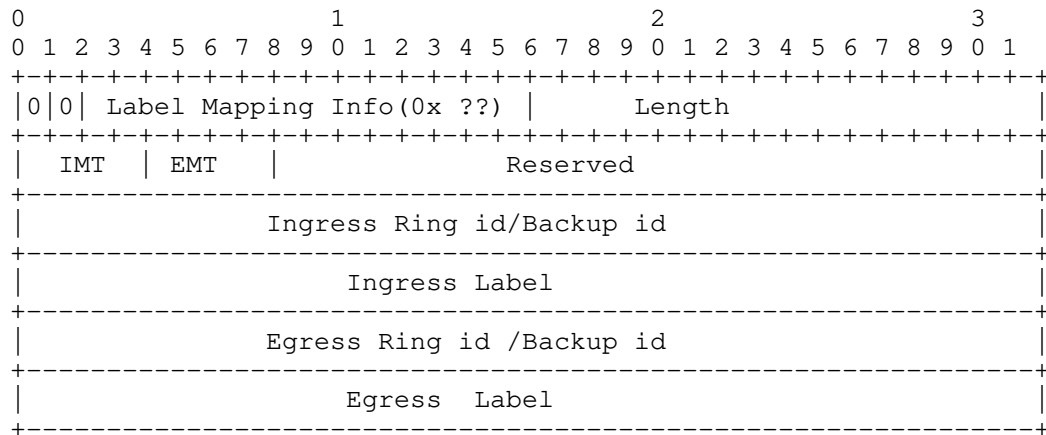 0                   1                   2                   3
0 1 2 3 4 5 6 7 8 9 0 1 2 3 4 5 6 7 8 9 0 1 2 3 4 5 6 7 8 9 0 1
+-+-+-+-+-+-+-+-+-+-+-+-+-+-+-+-+-+-+-+-+-+-+-+-+-+-+-+-+-+-+-+-+
|0|0| Label Mapping Info(0x ??) |      Length                   |
+-+-+-+-+-+-+-+-+-+-+-+-+-+-+-+-+-+-+-+-+-+-+-+-+-+-+-+-+-+-+-+-+
|  IMT  | EMT   |              Reserved                         |
+---------------------------------------------------------------+
|               Ingress Ring id/Backup id                       |
+---------------------------------------------------------------+
|                    Ingress Label                              |
+---------------------------------------------------------------+
|               Egress Ring id /Backup id                       |
+---------------------------------------------------------------+
|                    Egress  Label                              |
+---------------------------------------------------------------+